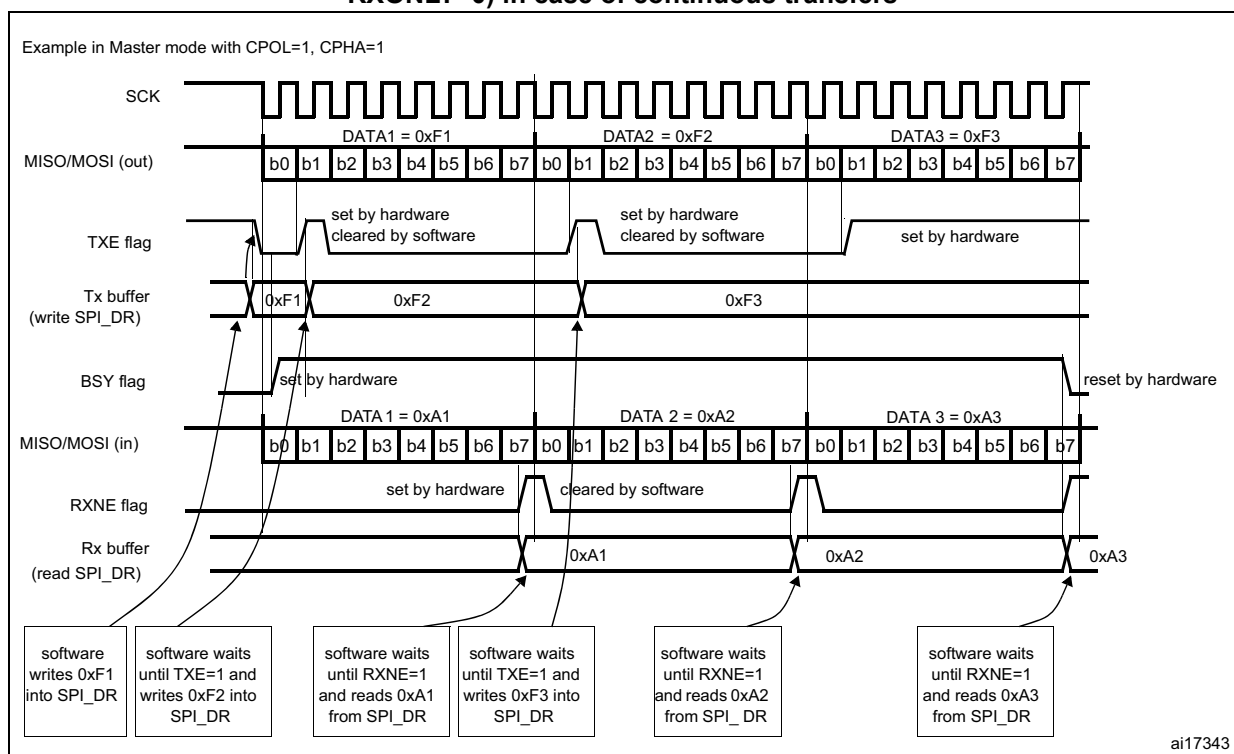 RXONLY=0) in case of continuous transfers
Example in Master mode with CPOL=1, CPHA=1
SCK
DATA1 = 0xF1 DATA2 = 0xF2 DATA3 = 0xF3
MISO/MOSI (out) b0 b1 b2 b3 b4 b5 b6 b7 b0 b1 b2 b3 b4 b5 b6 b7 b0 b1 b2 b3 b4 b5 b6 b7
set by hardware
cleared by software
set by hardware
cleared by software
set by hardware
TXE flag
Tx buffer
(write SPI_DR)
0xF1 0xF2 0xF3
BSY flag
set by hardware
reset by hardware
DATA 1 = 0xA1 DATA 2 = 0xA2 DATA 3 = 0xA3
MISO/MOSI (in) b0 b1 b2 b3 b4 b5 b6 b7 b0 b1 b2 b3 b4 b5 b6 b7 b0 b1 b2 b3 b4 b5 b6 b7
RXNE flag
set by hardware
cleared by software
Rx buffer
(read SPI_DR)
0xA1 0xA2 0xA3
software
writes 0xF1
into SPI_DR
software waits
until TXE=1 and
writes 0xF2 into
SPI_DR
software waits
until RXNE=1
and reads 0xA1
from SPI_DR
software waits
until TXE=1 and
writes 0xF3 into
SPI_DR
software waits
until RXNE=1
and reads 0xA2
from SPI_ DR
software waits
until RXNE=1
and reads 0xA3
from SPI_DR
ai17343